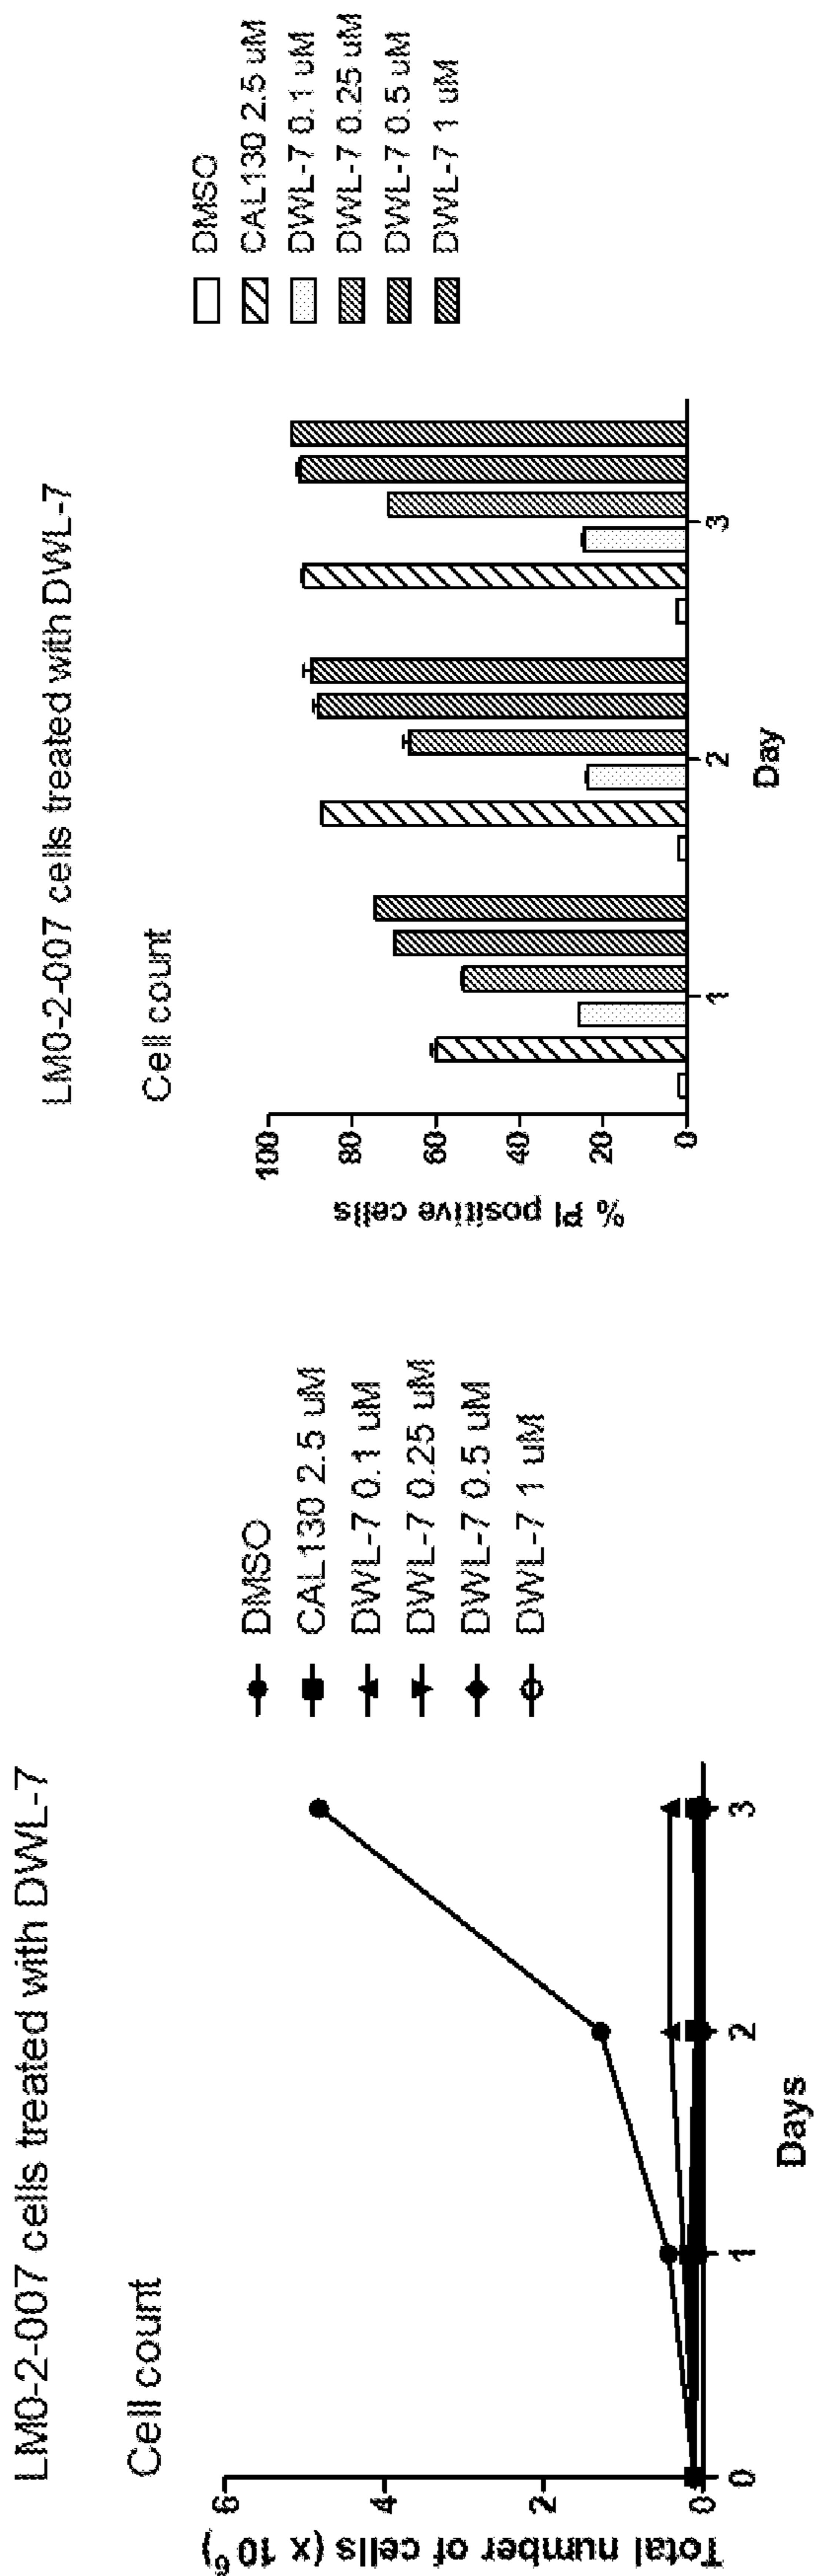 LM0-2-007 cells treated with DWL-7
Cell count
Total number of cells (x 10⁶)
6
4
2
0
0
1
2
3
Days
DMSO
CAL130 2.5 uM
DWL-7 0.1 uM
DWL-7 0.25 uM
DWL-7 0.5 uM
DWL-7 1 uM
LM0-2-007 cells treated with DWL-7
Cell count
% PI positive cells
100
80
60
40
20
0
1
2
3
Day
DMSO
CAL130 2.5 uM
DWL-7 0.1 uM
DWL-7 0.25 uM
DWL-7 0.5 uM
DWL-7 1 uM